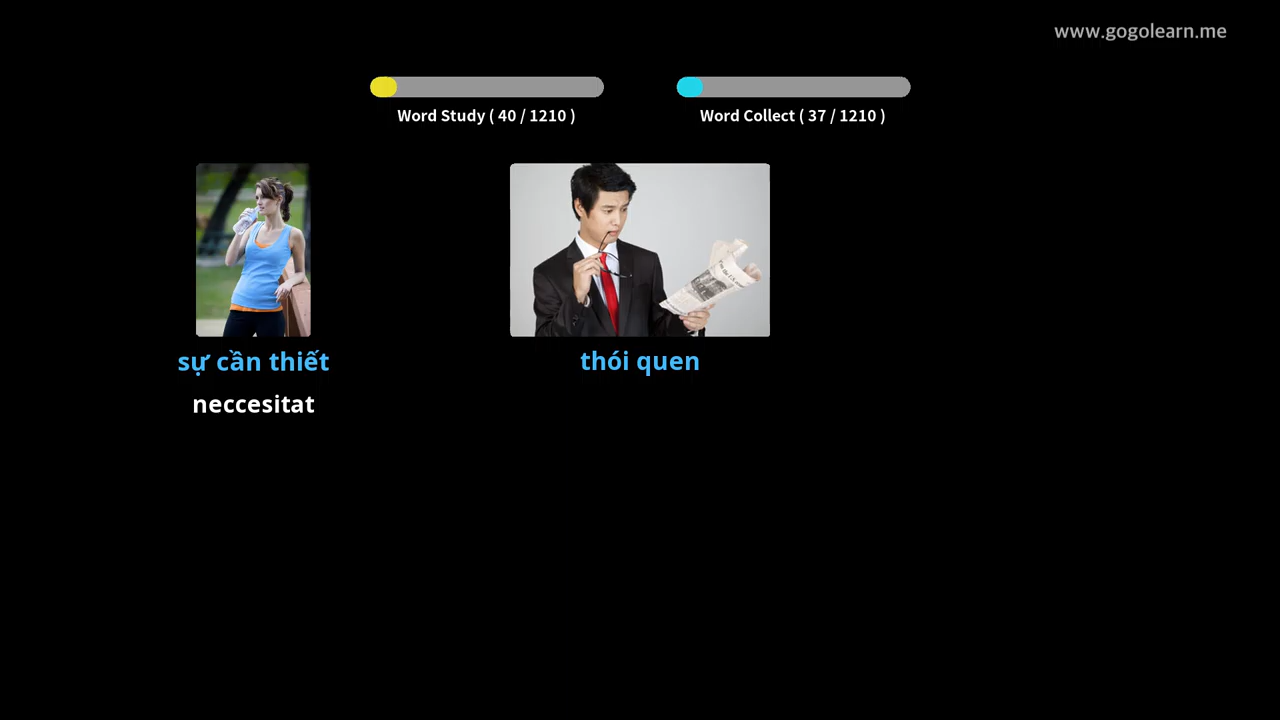 www.gogolearn.me
Word Study ( 40 / 1210 )
Word Collect ( 37 / 1210 )
sự cần thiết
thói quen
neccesitat